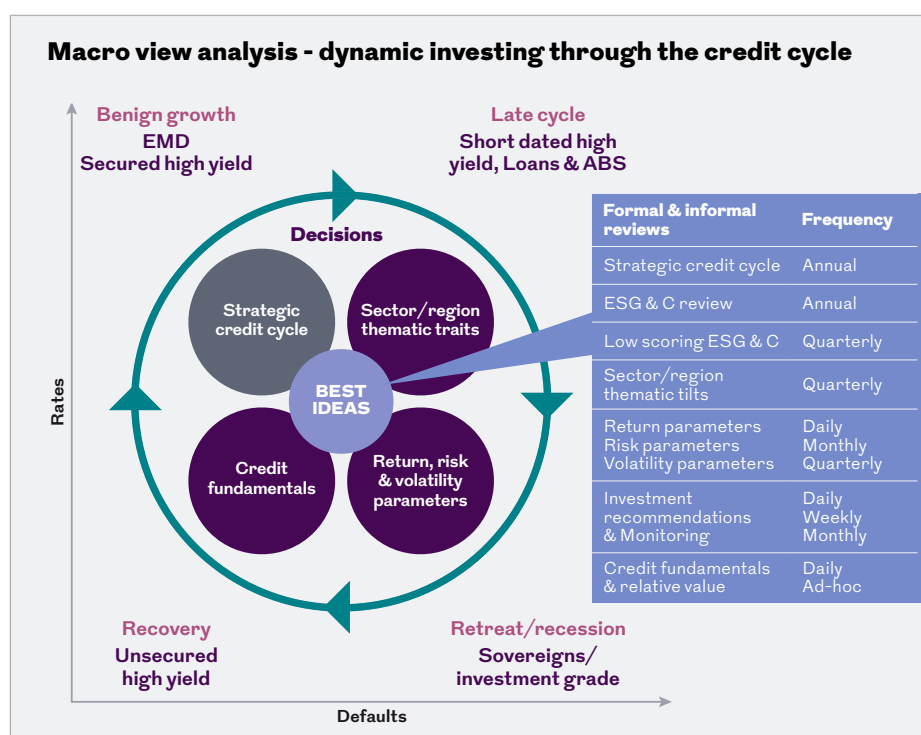 Macro view analysis - dynamic investing through the credit cycle
Benign growth
EMD
Secured high yield
Late cycle
Short dated high
yield, Loans & ABS
Decisions
Strategic
credit cycle
Sector/region
thematic traits
BEST
IDEAS
Credit
fundamentals
Return, risk
& volatility
parameters
Rates
Formal & informal
reviews
Frequency
Strategic credit cycle Annual
ESG & C review Annual
Low scoring ESG & C Quarterly
Sector/region
thematic tilts
Quarterly
Return parameters Daily
Risk parameters Monthly
Volatility parameters Quarterly
Investment Daily
recommendations Weekly
& Monitoring Monthly
Credit fundamentals Daily
& relative value Ad-hoc
Recovery
Unsecured
high yield
Retreat/recession
Sovereigns/
investment grade
Defaults